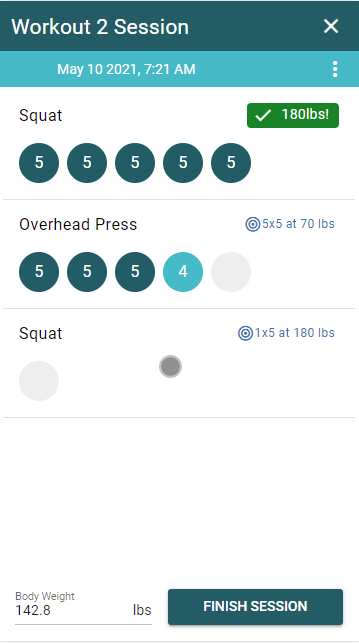 Workout 2 Session
May 10 2021, 7:21 AM
Squat 180lbs!
5 5 5 5 5
Overhead Press 5x5 at 70 lbs
5 5 5 4
Squat 1x5 at 180 lbs
Body Weight
142.8 lbs
FINISH SESSION